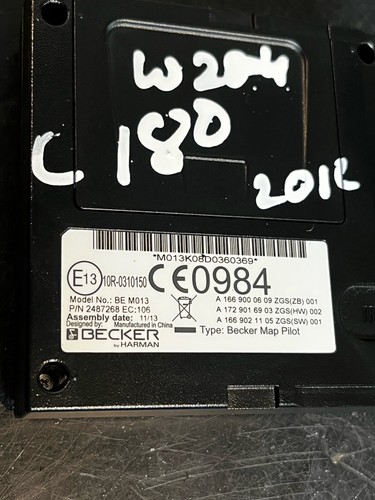 W204
C 180
2012
*M013K08D0360369*
E13 10R-0310150 CE0984
Model No.: BE M013
P/N 2487268 EC:106
Assembly date: 11/13
Designed by: Manufactured in China
BECKER
by HARMAN
A 166 900 06 09 ZGS(ZB) 001
A 172 901 69 03 ZGS(HW) 002
A 166 902 11 05 ZGS(SW) 001
Type: Becker Map Pilot